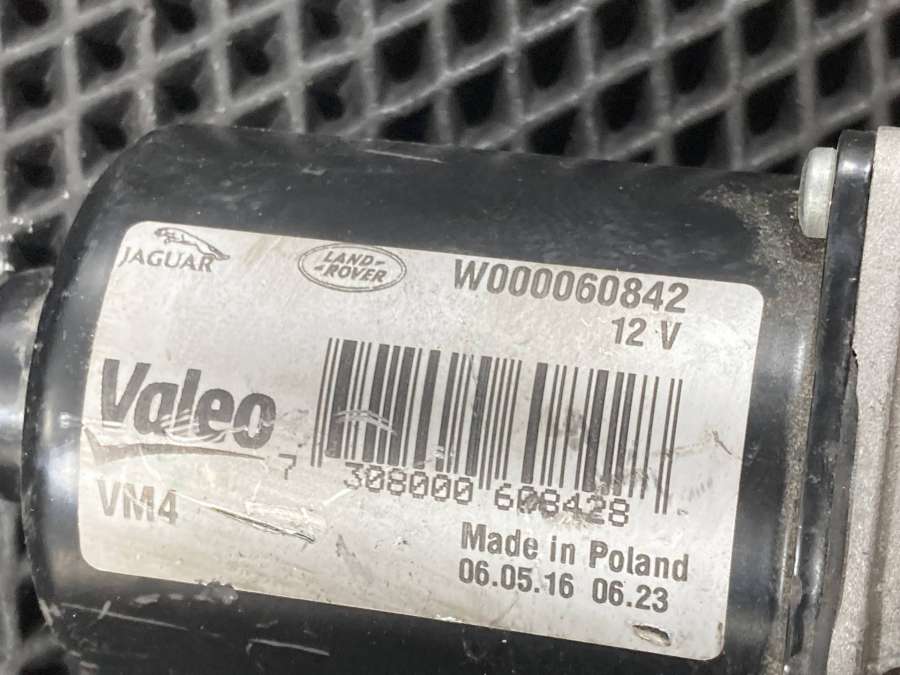 JAGUAR
LAND-
-ROVER
W000060842
12 V
Valeo
7 308000 608428
VM4
Made in Poland
06.05.16 06.23